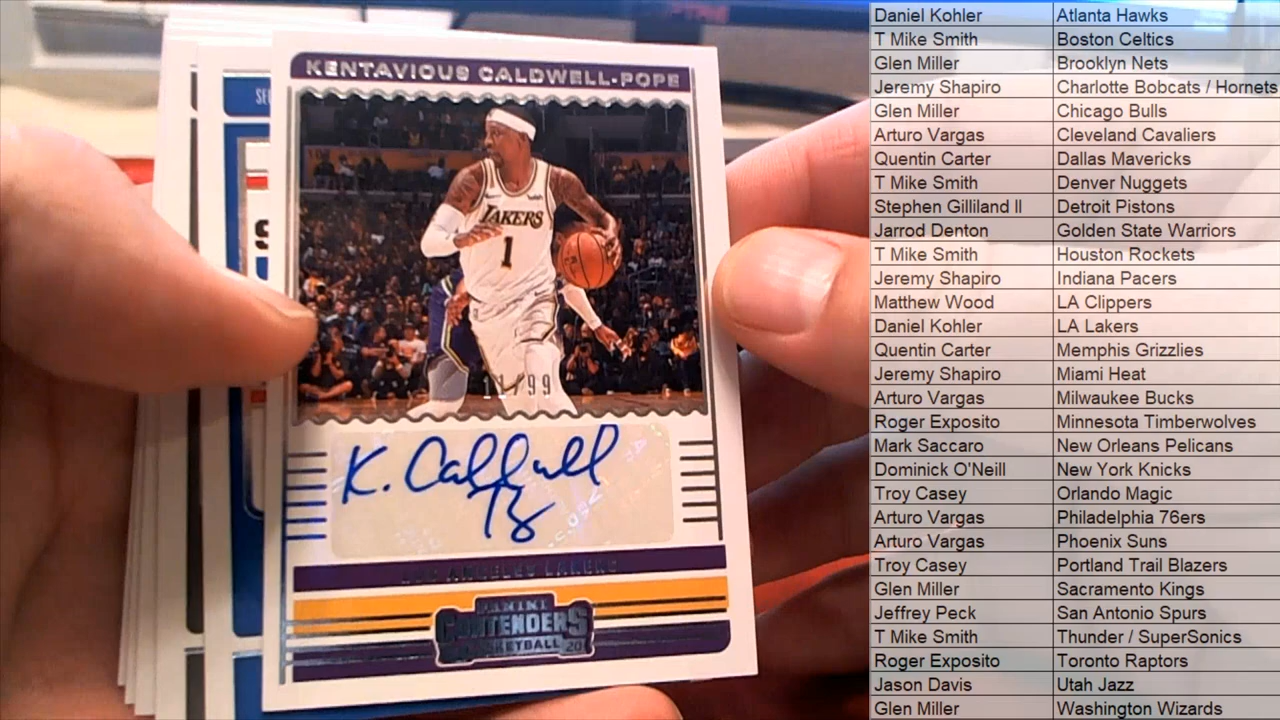 KENTAVIOUS CALDWELL-POPE
LAKERS
1
11/99
K. Caldwell
LOS ANGELES LAKERS
PANINI
CONTENDERS
BASKETBALL 20
Daniel Kohler Atlanta Hawks
T Mike Smith Boston Celtics
Glen Miller Brooklyn Nets
Jeremy Shapiro Charlotte Bobcats / Hornets
Glen Miller Chicago Bulls
Arturo Vargas Cleveland Cavaliers
Quentin Carter Dallas Mavericks
T Mike Smith Denver Nuggets
Stephen Gilliland II Detroit Pistons
Jarrod Denton Golden State Warriors
T Mike Smith Houston Rockets
Jeremy Shapiro Indiana Pacers
Matthew Wood LA Clippers
Daniel Kohler LA Lakers
Quentin Carter Memphis Grizzlies
Jeremy Shapiro Miami Heat
Arturo Vargas Milwaukee Bucks
Roger Exposito Minnesota Timberwolves
Mark Saccaro New Orleans Pelicans
Dominick O'Neill New York Knicks
Troy Casey Orlando Magic
Arturo Vargas Philadelphia 76ers
Arturo Vargas Phoenix Suns
Troy Casey Portland Trail Blazers
Glen Miller Sacramento Kings
Jeffrey Peck San Antonio Spurs
T Mike Smith Thunder / SuperSonics
Roger Exposito Toronto Raptors
Jason Davis Utah Jazz
Glen Miller Washington Wizards